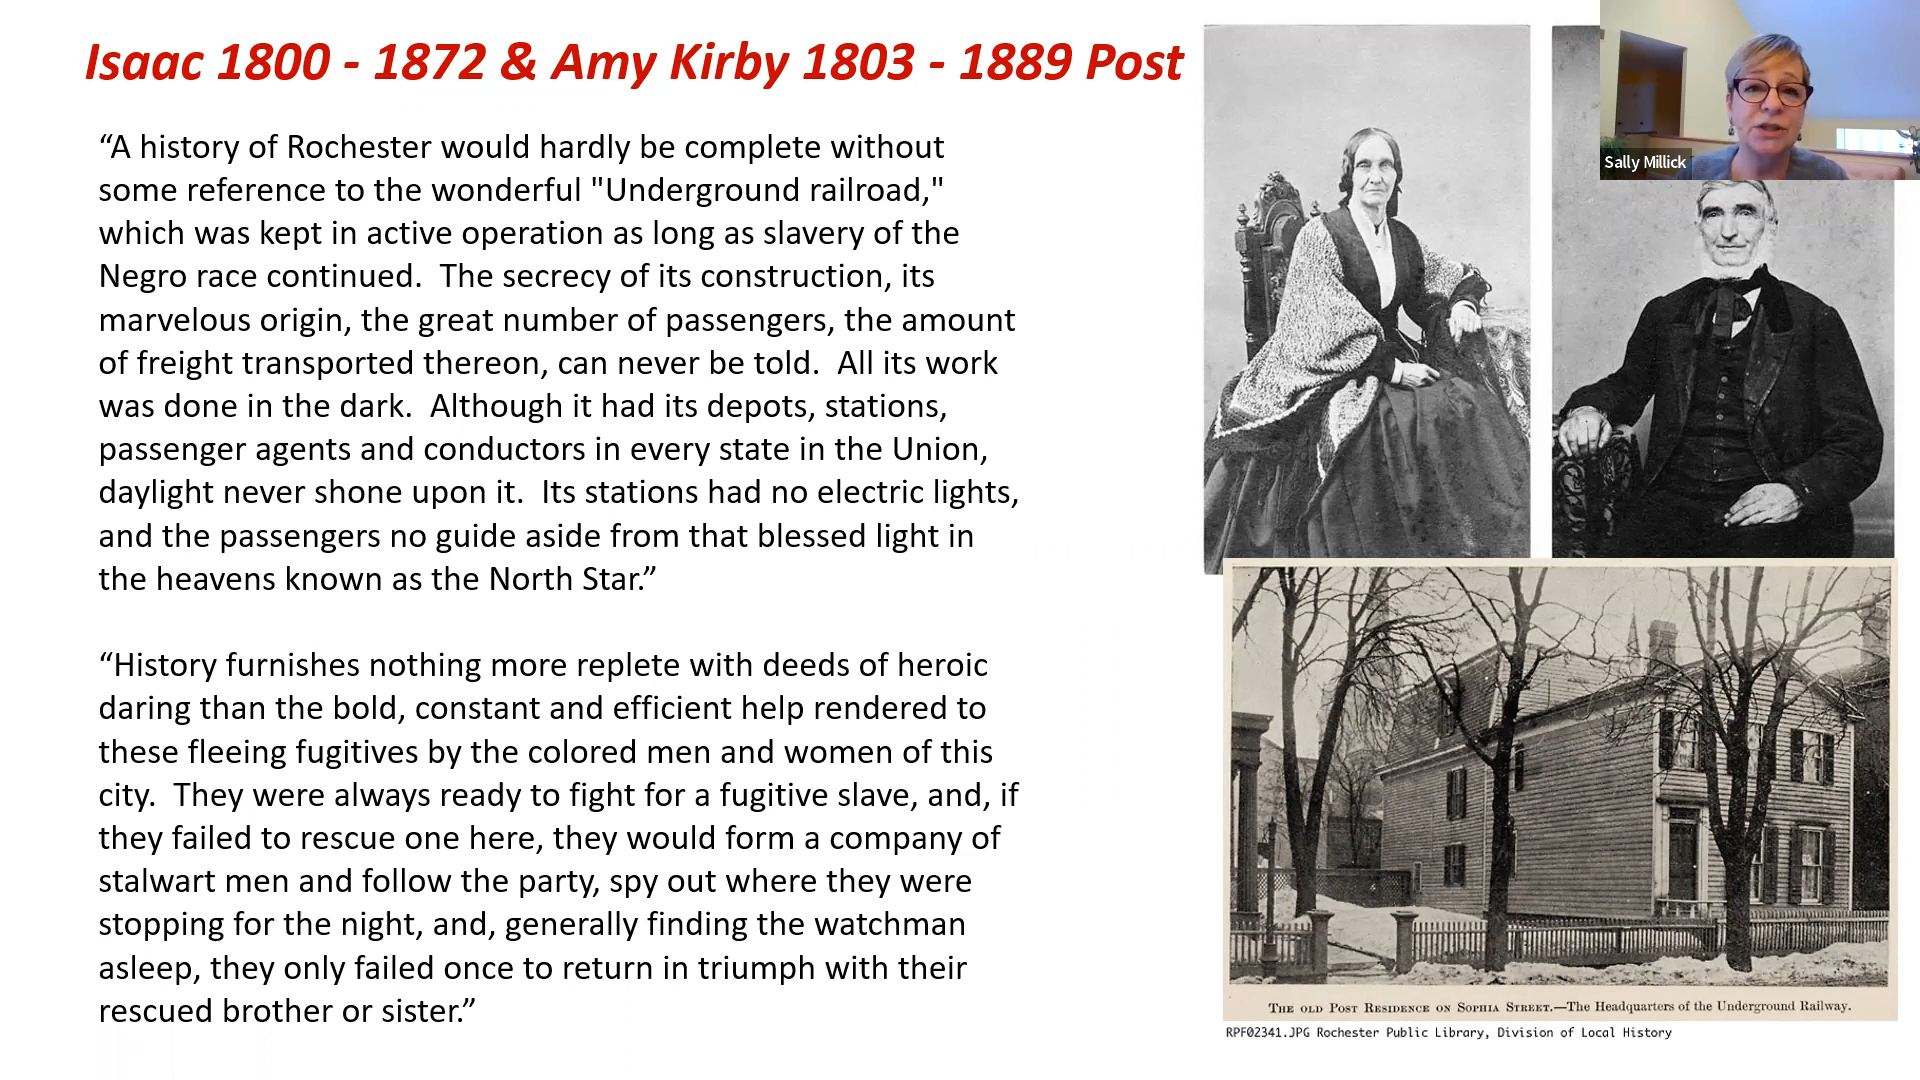 Isaac 1800 - 1872 & Amy Kirby 1803 - 1889 Post
“A history of Rochester would hardly be complete without
some reference to the wonderful "Underground railroad,"
which was kept in active operation as long as slavery of the
Negro race continued.  The secrecy of its construction, its
marvelous origin, the great number of passengers, the amount
of freight transported thereon, can never be told.  All its work
was done in the dark.  Although it had its depots, stations,
passenger agents and conductors in every state in the Union,
daylight never shone upon it.  Its stations had no electric lights,
and the passengers no guide aside from that blessed light in
the heavens known as the North Star.”
“History furnishes nothing more replete with deeds of heroic
daring than the bold, constant and efficient help rendered to
these fleeing fugitives by the colored men and women of this
city.  They were always ready to fight for a fugitive slave, and, if
they failed to rescue one here, they would form a company of
stalwart men and follow the party, spy out where they were
stopping for the night, and, generally finding the watchman
asleep, they only failed once to return in triumph with their
rescued brother or sister.”
Sally Millick
The old Post Residence on Sophia Street.—The Headquarters of the Underground Railway.
RPF02341.JPG Rochester Public Library, Division of Local History